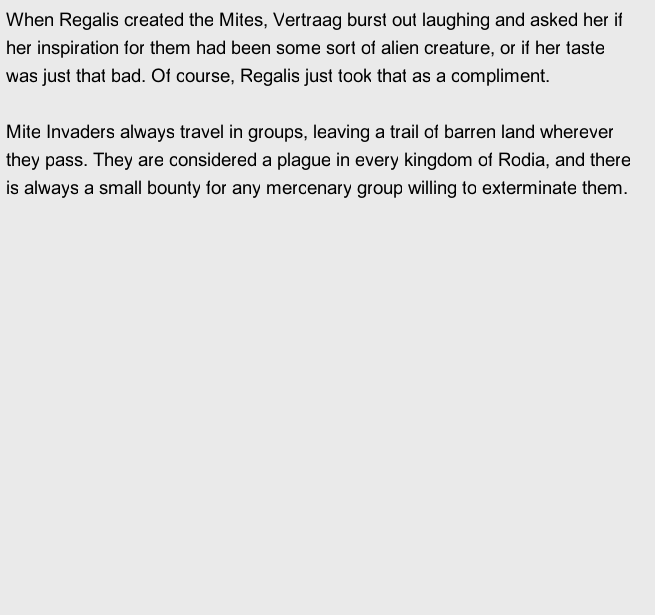 When Regalis created the Mites, Vertraag burst out laughing and asked her if
her inspiration for them had been some sort of alien creature, or if her taste
was just that bad. Of course, Regalis just took that as a compliment.

Mite Invaders always travel in groups, leaving a trail of barren land wherever
they pass. They are considered a plague in every kingdom of Rodia, and there
is always a small bounty for any mercenary group willing to exterminate them.